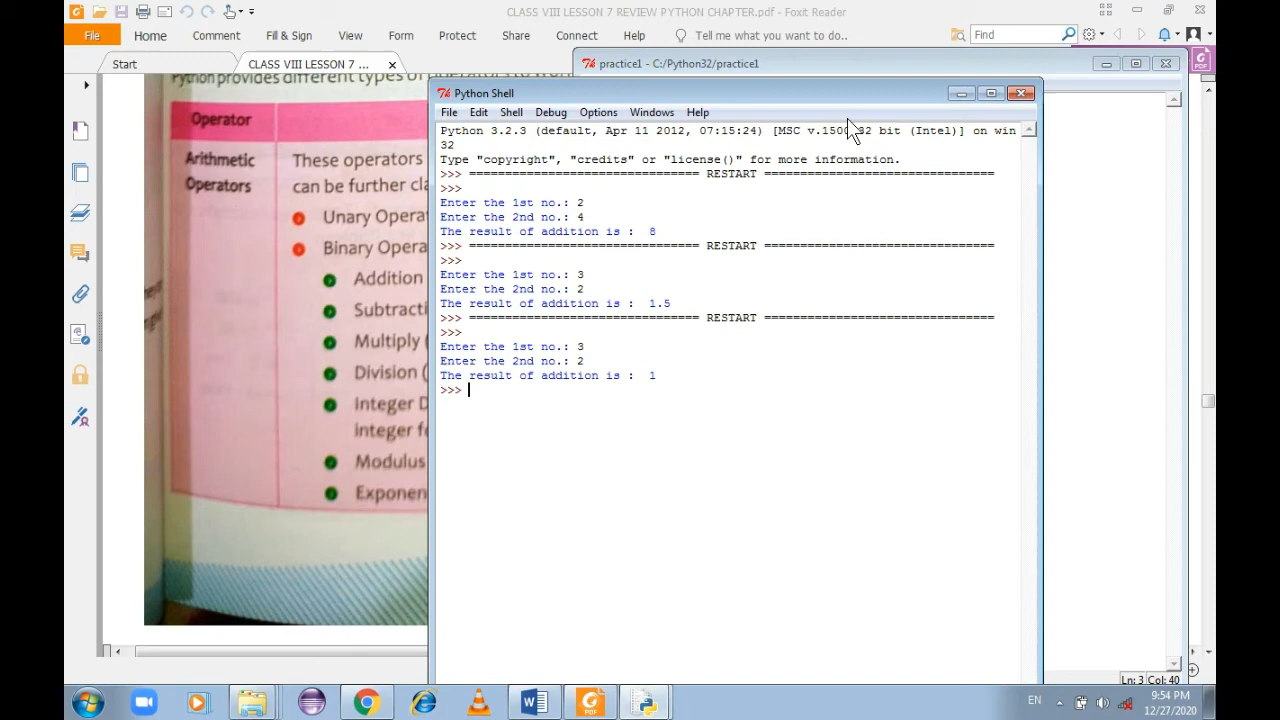 CLASS VIII LESSON 7 REVIEW PYTHON CHAPTER.pdf - Foxit Reader
File Home Comment Fill & Sign View Form Protect Share Connect Help Tell me what you want to do.. Find
Start CLASS VIII LESSON 7 ...
practice1 - C:/Python32/practice1
Python provides different types of
Operator
Arithmetic
Operators
These operators
can be further cla
Unary Opera
Binary Opera
Addition
Subtracti
Multiply (
Division (
Integer D
integer fo
Modulus
Exponen
Python Shell
File Edit Shell Debug Options Windows Help
Python 3.2.3 (default, Apr 11 2012, 07:15:24) [MSC v.1500 32 bit (Intel)] on win
32
Type "copyright", "credits" or "license()" for more information.
>>> ================================ RESTART ================================
>>>
Enter the 1st no.: 2
Enter the 2nd no.: 4
The result of addition is :  8
>>> ================================ RESTART ================================
>>>
Enter the 1st no.: 3
Enter the 2nd no.: 2
The result of addition is :  1.5
>>> ================================ RESTART ================================
>>>
Enter the 1st no.: 3
Enter the 2nd no.: 2
The result of addition is :  1
>>>
Ln: 3 Col: 40
EN
9:54 PM
12/27/2020